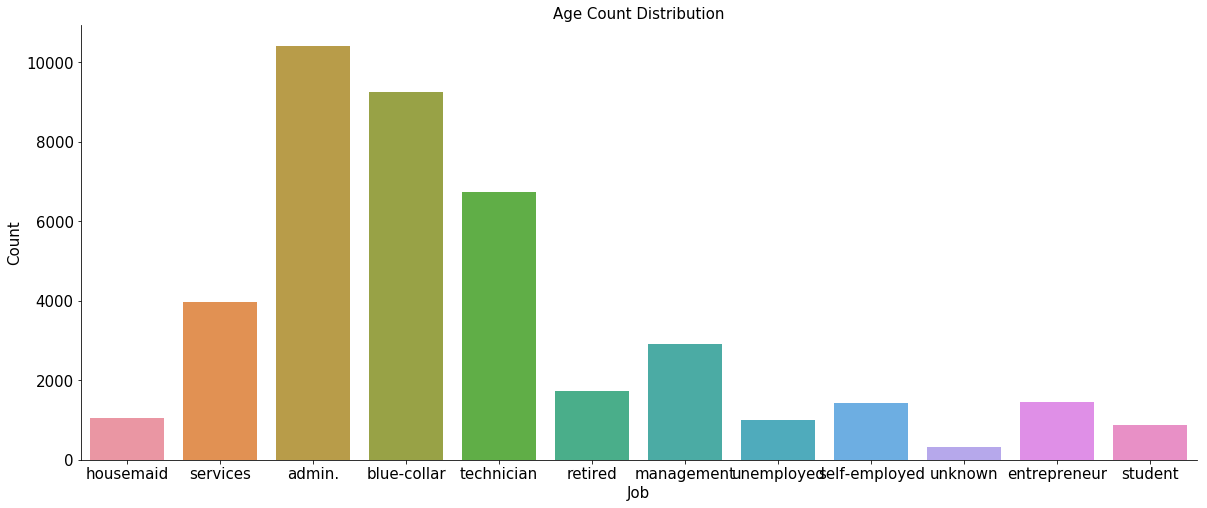 Age Count Distribution
10000
8000
6000
4000
2000
0
Count
housemaid services admin. blue-collar technician retired management unemployed self-employed unknown entrepreneur student
Job